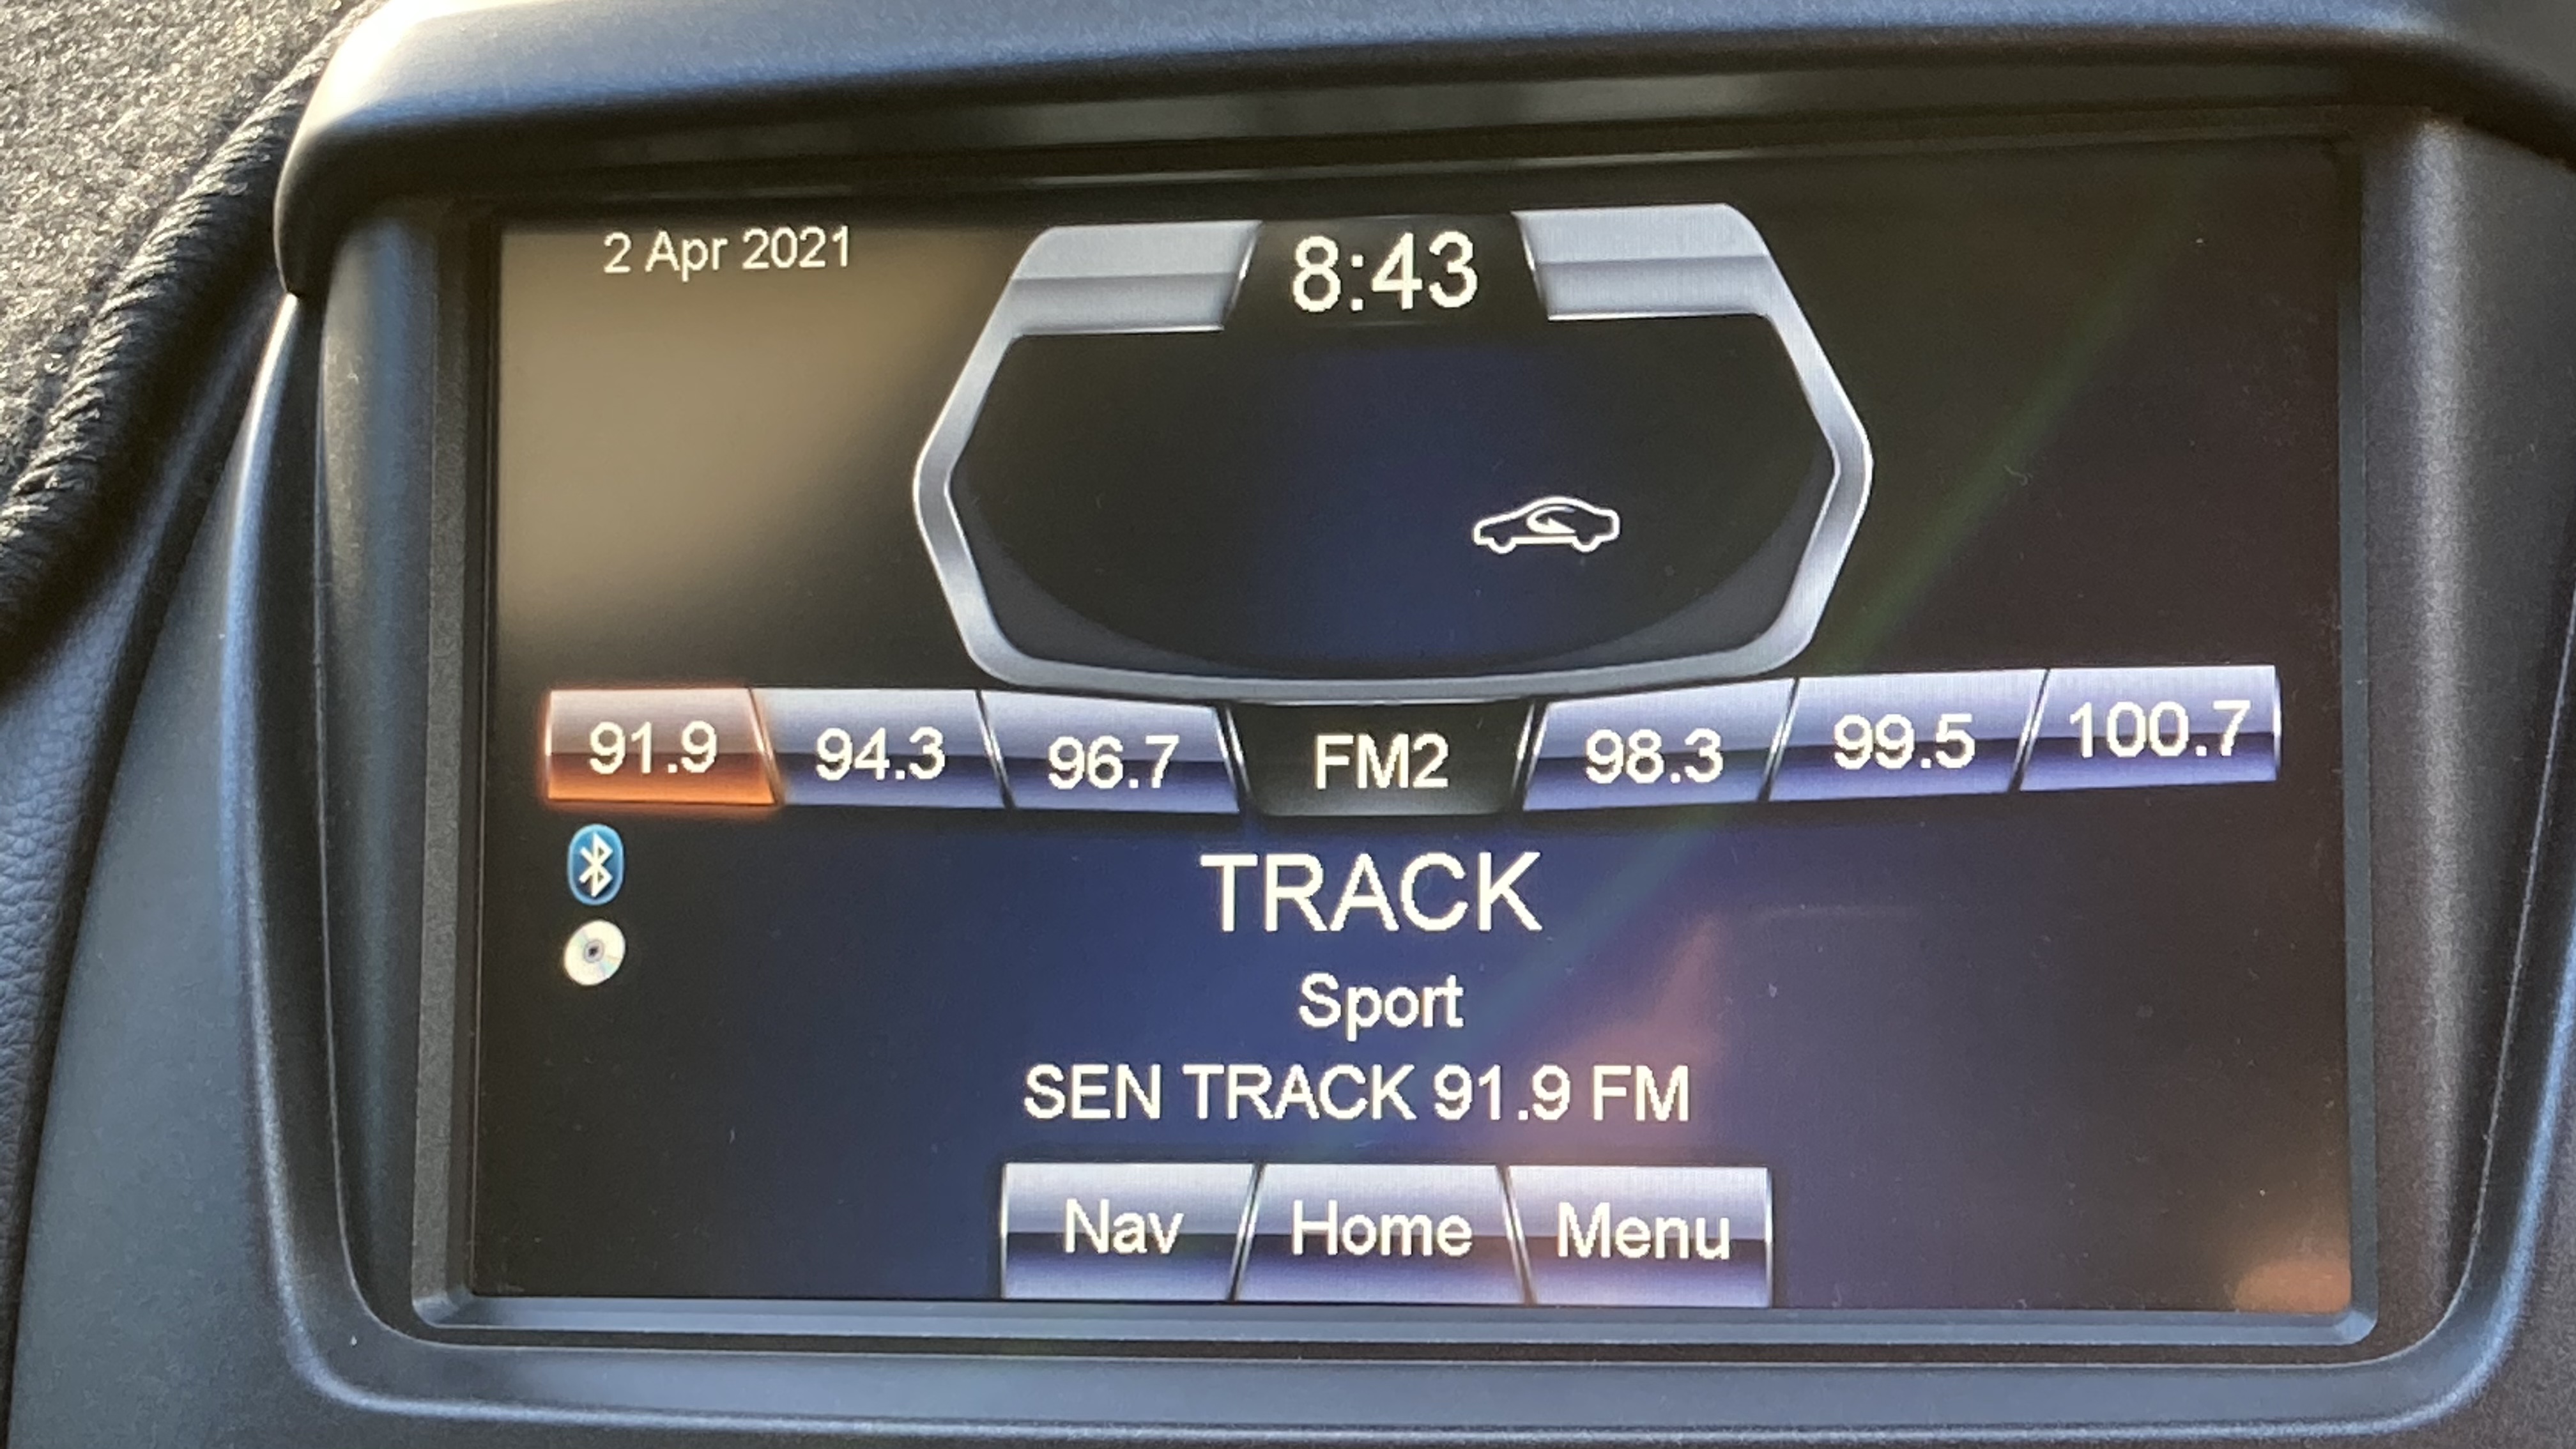 2 Apr 2021
8:43
91.9 94.3 96.7 FM2 98.3 99.5 100.7
TRACK
Sport
SEN TRACK 91.9 FM
Nav Home Menu